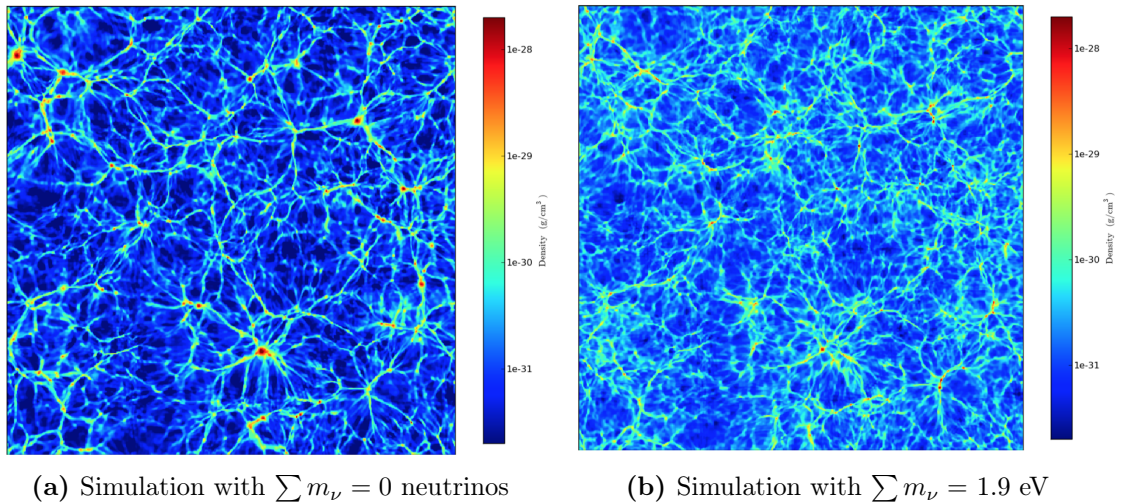 1e-28
1e-29
1e-30
1e-31
Density (g/cm³)
1e-28
1e-29
1e-30
1e-31
Density (g/cm³)
(a) Simulation with ∑ m_ν = 0 neutrinos
(b) Simulation with ∑ m_ν = 1.9 eV